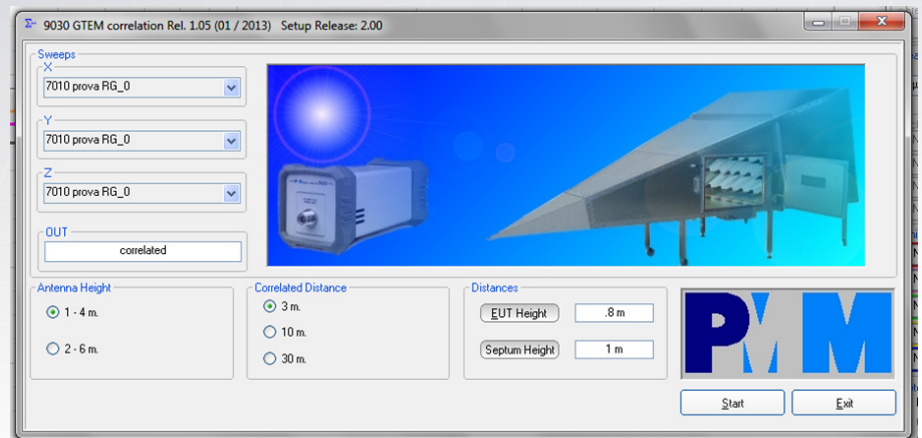 9030 GTEM correlation Rel. 1.05 (01 / 2013) Setup Release: 2.00
Sweeps
X
7010 prova RG_0
Y
7010 prova RG_0
Z
7010 prova RG_0
OUT
correlated
Antenna Height
1 - 4 m.
2 - 6 m.
Correlated Distance
3 m.
10 m.
30 m.
Distances
EUT Height
.8 m
Septum Height
1 m
PMM
Start
Exit